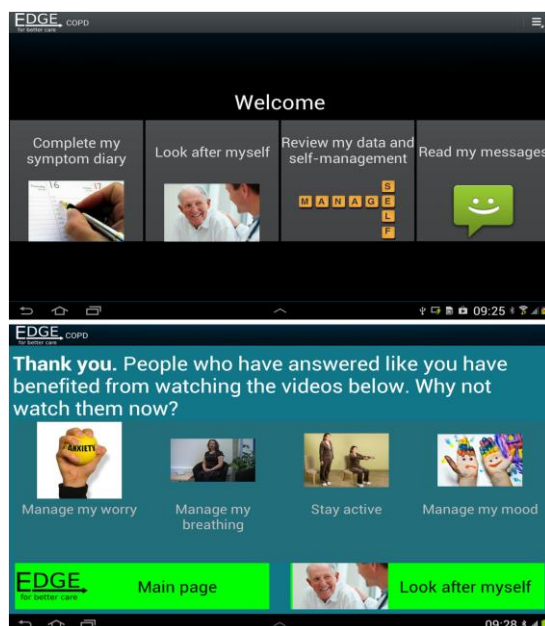 EDGE COPD
for better care
Welcome
Complete my
symptom diary
Look after myself
Review my data and
self-management
Read my messages
16
17
MANAGE
SELF
09:25
EDGE COPD
for better care
Thank you. People who have answered like you have
benefited from watching the videos below. Why not
watch them now?
ANXIETY
Manage my worry
Manage my
breathing
Stay active
Manage my mood
EDGE
for better care
Main page
Look after myself
09:28